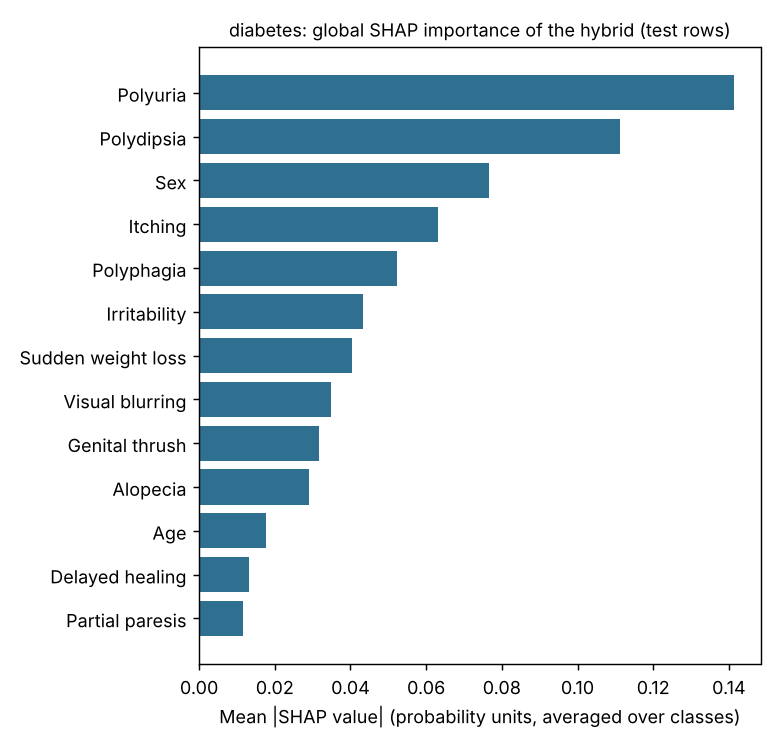 diabetes: global SHAP importance of the hybrid (test rows)
Polyuria
Polydipsia
Sex
Itching
Polyphagia
Irritability
Sudden weight loss
Visual blurring
Genital thrush
Alopecia
Age
Delayed healing
Partial paresis
0.00 0.02 0.04 0.06 0.08 0.10 0.12 0.14
Mean |SHAP value| (probability units, averaged over classes)